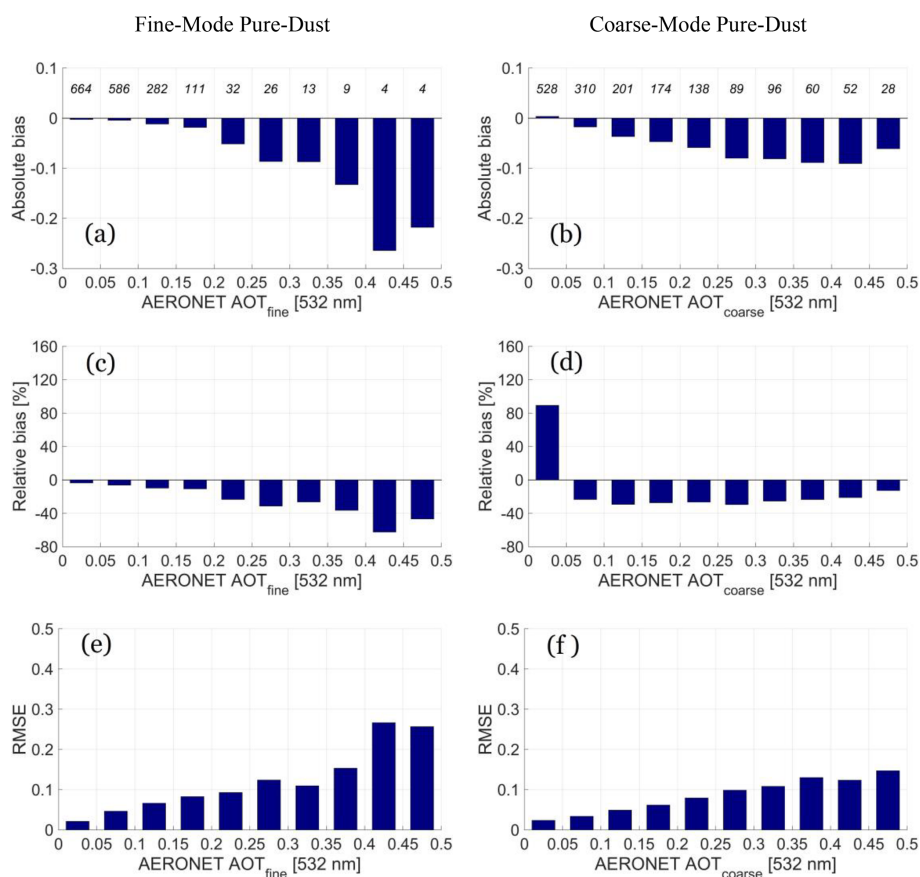 Fine-Mode Pure-Dust
Coarse-Mode Pure-Dust
0.1
0
-0.1
-0.2
-0.3
Absolute bias
664 586 282 111 32 26 13 9 4 4
(a)
0 0.05 0.1 0.15 0.2 0.25 0.3 0.35 0.4 0.45 0.5
AERONET AOT_fine [532 nm]
0.1
0
-0.1
-0.2
-0.3
Absolute bias
528 310 201 174 138 89 96 60 52 28
(b)
0 0.05 0.1 0.15 0.2 0.25 0.3 0.35 0.4 0.45 0.5
AERONET AOT_coarse [532 nm]
160
120
80
40
0
-40
-80
Relative bias [%]
(c)
0 0.05 0.1 0.15 0.2 0.25 0.3 0.35 0.4 0.45 0.5
AERONET AOT_fine [532 nm]
160
120
80
40
0
-40
-80
Relative bias [%]
(d)
0 0.05 0.1 0.15 0.2 0.25 0.3 0.35 0.4 0.45 0.5
AERONET AOT_coarse [532 nm]
0.5
0.4
0.3
0.2
0.1
0
RMSE
(e)
0 0.05 0.1 0.15 0.2 0.25 0.3 0.35 0.4 0.45 0.5
AERONET AOT_fine [532 nm]
0.5
0.4
0.3
0.2
0.1
0
RMSE
(f )
0 0.05 0.1 0.15 0.2 0.25 0.3 0.35 0.4 0.45 0.5
AERONET AOT_coarse [532 nm]